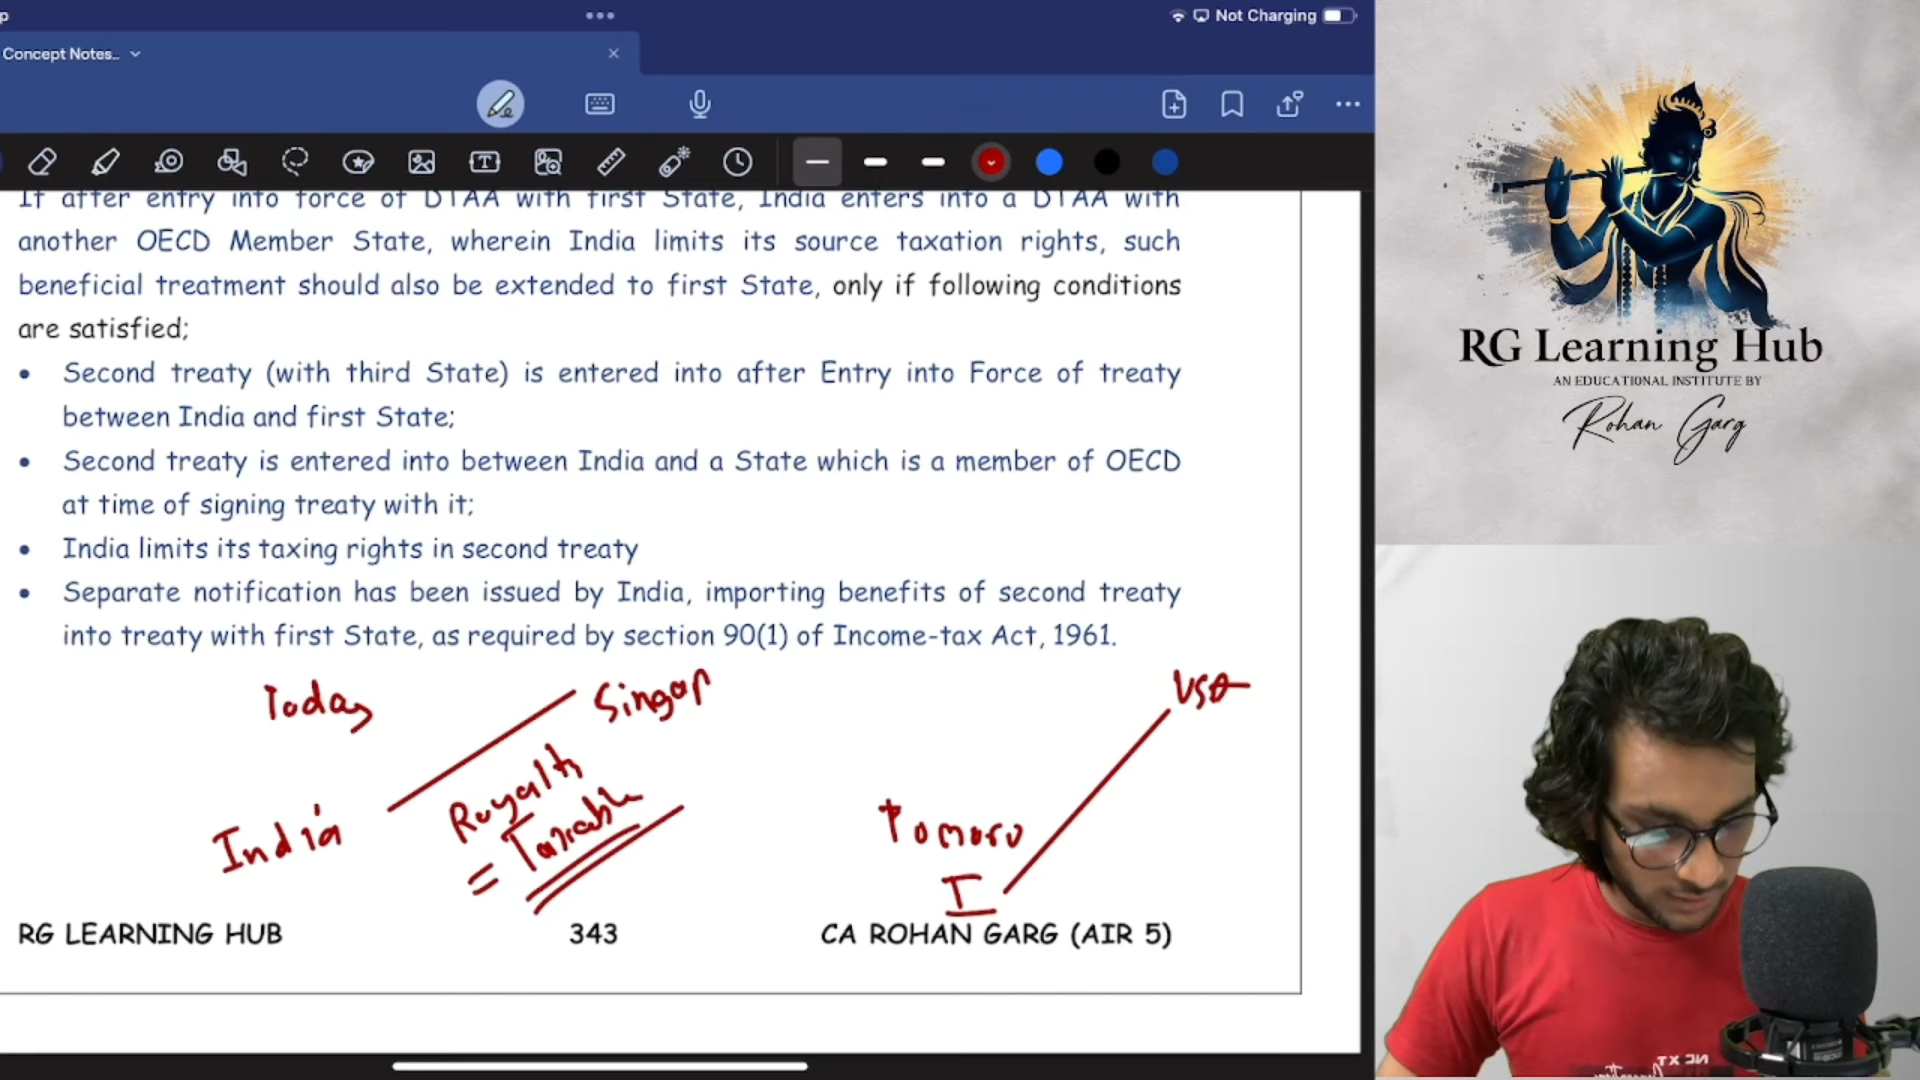 p
Not Charging
Concept Notes..
If after entry into force of DTAA with first State, India enters into a DTAA with
another OECD Member State, wherein India limits its source taxation rights, such
beneficial treatment should also be extended to first State, only if following conditions
are satisfied;
• Second treaty (with third State) is entered into after Entry into Force of treaty
between India and first State;
• Second treaty is entered into between India and a State which is a member of OECD
at time of signing treaty with it;
• India limits its taxing rights in second treaty
• Separate notification has been issued by India, importing benefits of second treaty
into treaty with first State, as required by section 90(1) of Income-tax Act, 1961.
Today
Singap
India
Royalty
= Taxable
USA
Tomoro
I
RG LEARNING HUB 343 CA ROHAN GARG (AIR 5)
RG Learning Hub
AN EDUCATIONAL INSTITUTE BY
Rohan Garg